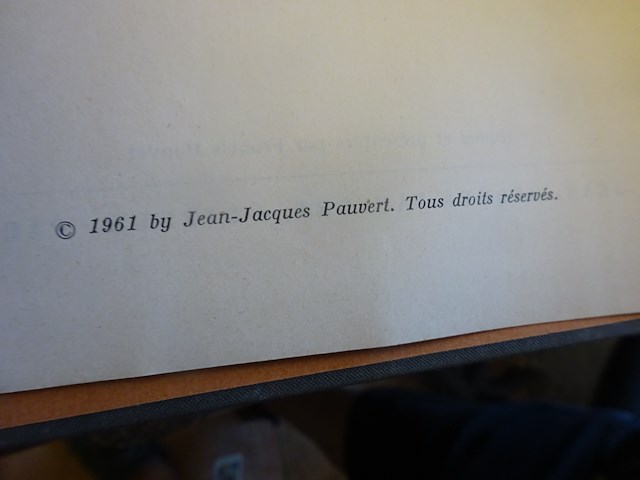 © 1961 by Jean-Jacques Pauvert. Tous droits réservés.